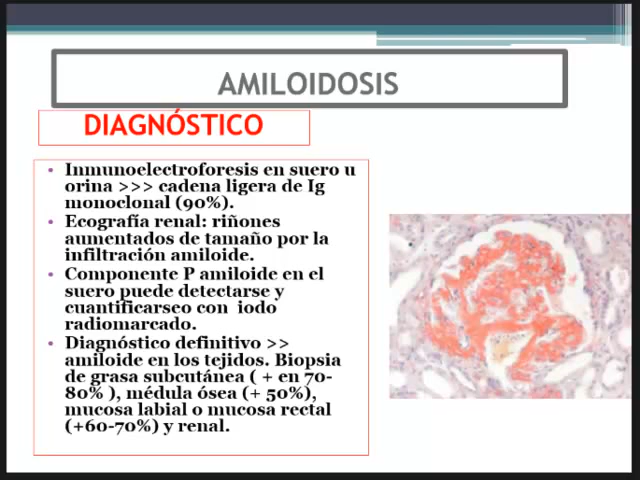 AMILOIDOSIS
DIAGNÓSTICO
• Inmunoelectroforesis en suero u
orina >>> cadena ligera de Ig
monoclonal (90%).
• Ecografía renal: riñones
aumentados de tamaño por la
infiltración amiloide.
• Componente P amiloide en el
suero puede detectarse y
cuantificarseo con iodo
radiomarcado.
• Diagnóstico definitivo >>
amiloide en los tejidos. Biopsia
de grasa subcutánea ( + en 70-
80% ), médula ósea (+ 50%),
mucosa labial o mucosa rectal
(+60-70%) y renal.